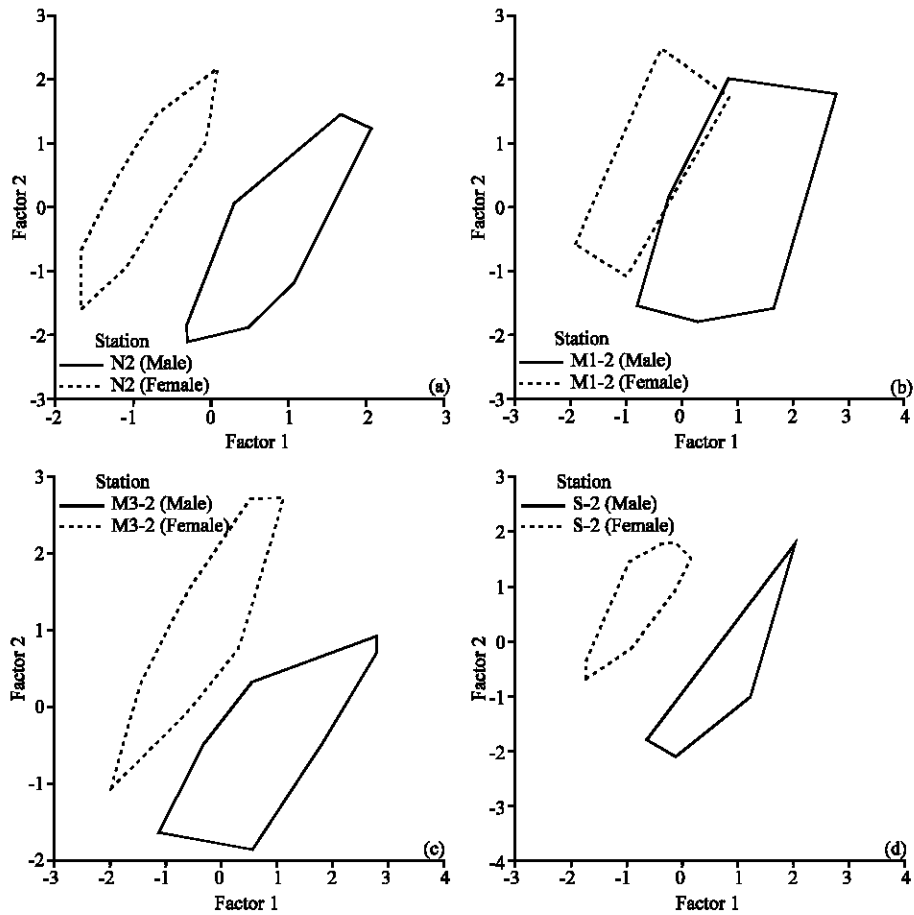 3
2
1
0
-1
-2
-3
Factor 2
Station
N2 (Male)
N2 (Female)
(a)
-2 -1 0 1 2 3
Factor 1
3
2
1
0
-1
-2
-3
Factor 2
Station
M1-2 (Male)
M1-2 (Female)
(b)
-3 -2 -1 0 1 2 3 4
Factor 1
3
2
1
0
-1
-2
Factor 2
Station
M3-2 (Male)
M3-2 (Female)
(c)
-3 -2 -1 0 1 2 3 4
Factor 1
3
2
1
0
-1
-2
-3
-4
Factor 2
Station
S-2 (Male)
S-2 (Female)
(d)
-3 -2 -1 0 1 2 3 4
Factor 1